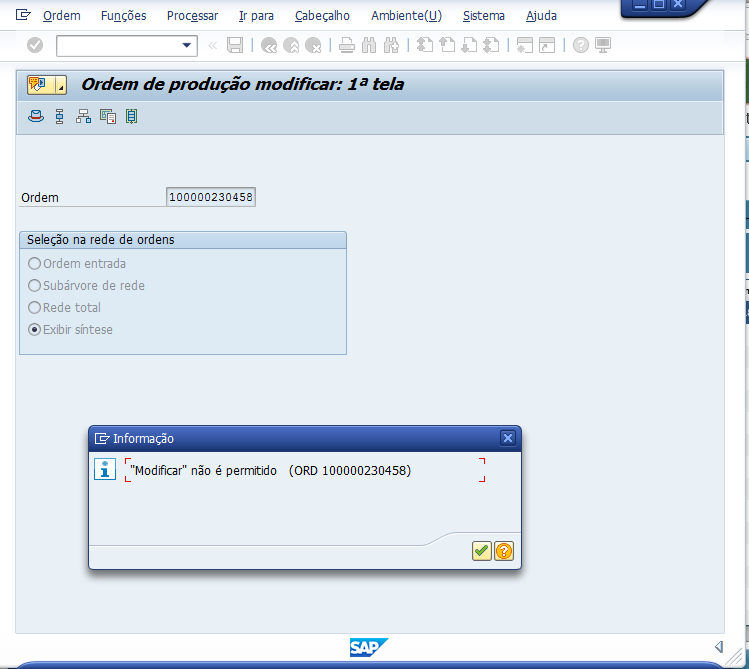 Ordem Funções Processar Ir para Cabeçalho Ambiente(U) Sistema Ajuda
Ordem de produção modificar: 1ª tela
Ordem 100000230458
Seleção na rede de ordens
Ordem entrada
Subárvore de rede
Rede total
Exibir síntese
Informação
"Modificar" não é permitido (ORD 100000230458)
SAP